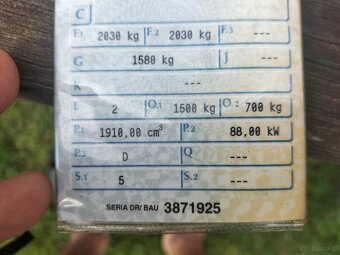 C
F.1 2030 kg F.2 2030 kg F.3 ---
G 1580 kg J ---
K ---
L 2 O.1 1500 kg O.2 700 kg
P.1 1910,00 cm³ P.2 88,00 kW
P.3 D Q ---
S.1 5 S.2 ---
SERIA DR/BAU 3871925